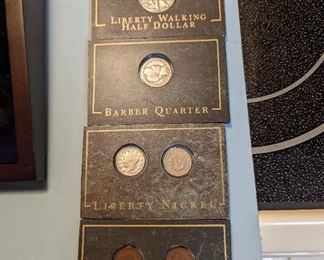 LIBERTY WALKING
HALF DOLLAR
BARBER QUARTER
LIBERTY NICKEL